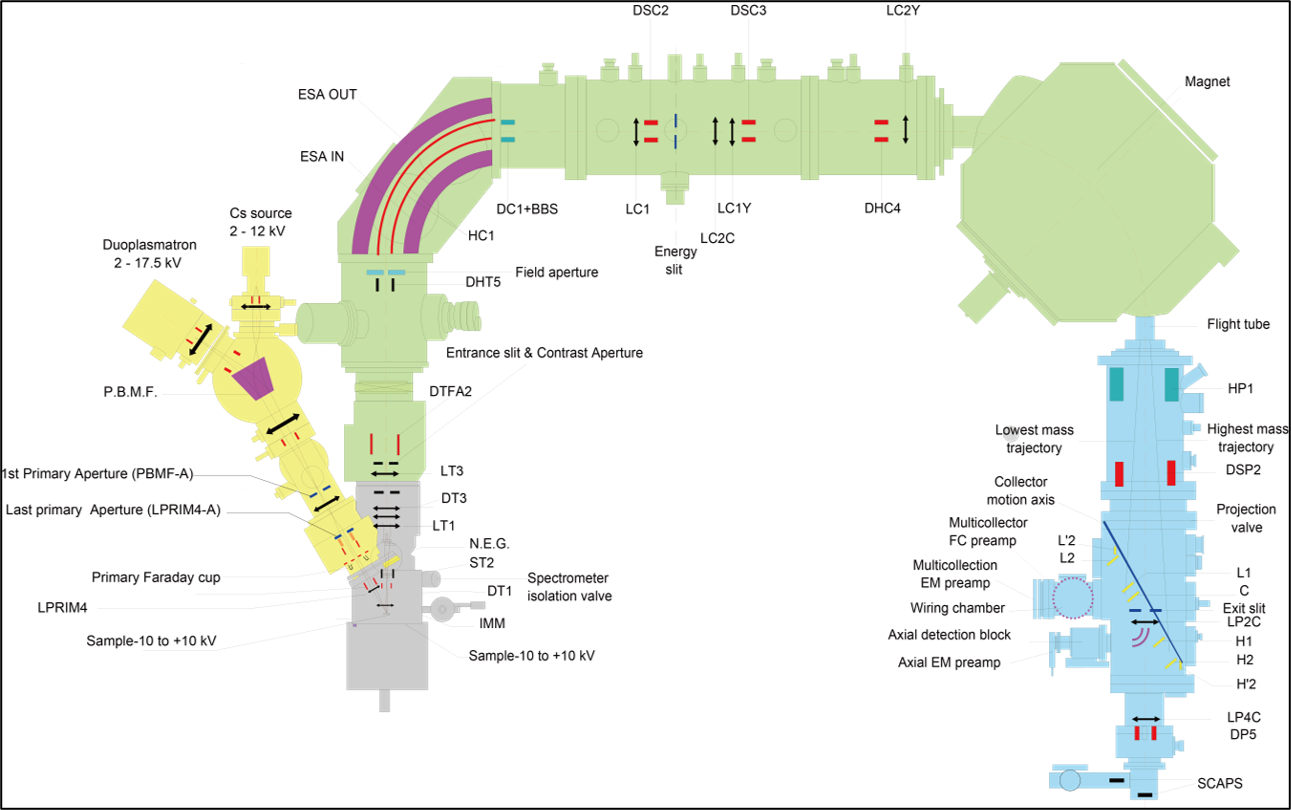 DSC2
DSC3
LC2Y
Magnet
ESA OUT
ESA IN
DC1+BBS
LC1
LC1Y
LC2C
DHC4
Energy
slit
HC1
Cs source
2 - 12 kV
Duoplasmatron
2 - 17.5 kV
Field aperture
DHT5
Flight tube
Entrance slit & Contrast Aperture
P.B.M.F.
DTFA2
HP1
Lowest mass
trajectory
Highest mass
trajectory
1st Primary Aperture (PBMF-A)
LT3
DSP2
Collector
motion axis
DT3
Last primary Aperture (LPRIM4-A)
LT1
Projection
valve
Multicollector
FC preamp
L'2
L2
N.E.G.
ST2
Multicollection
EM preamp
L1
Primary Faraday cup
DT1
Spectrometer
isolation valve
C
LPRIM4
Wiring chamber
Exit slit
LP2C
IMM
Axial detection block
H1
Sample-10 to +10 kV
Sample-10 to +10 kV
Axial EM preamp
H2
H'2
LP4C
DP5
SCAPS